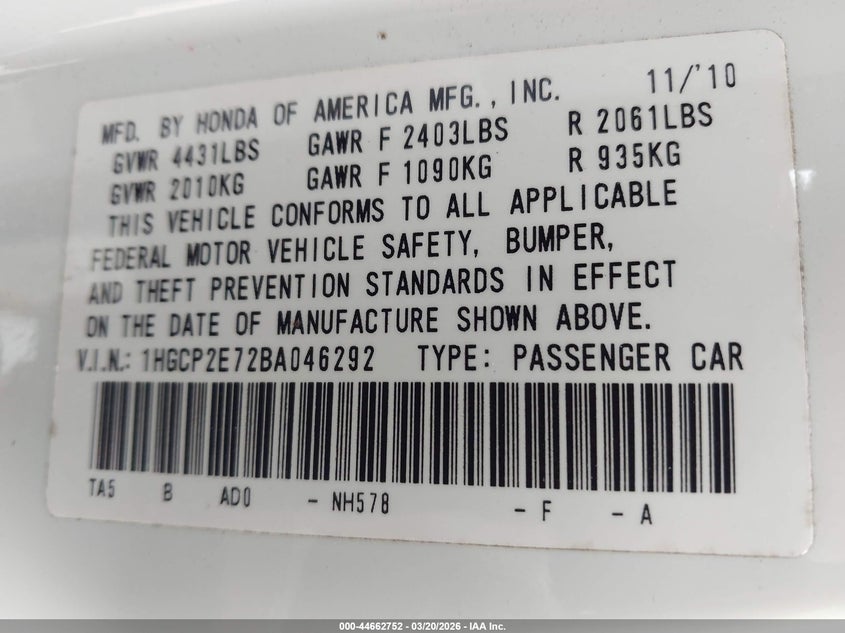 MFD. BY HONDA OF AMERICA MFG., INC. 11/'10
GVWR 4431LBS GAWR F 2403LBS R 2061LBS
GVWR 2010KG GAWR F 1090KG R 935KG
THIS VEHICLE CONFORMS TO ALL APPLICABLE
FEDERAL MOTOR VEHICLE SAFETY, BUMPER,
AND THEFT PREVENTION STANDARDS IN EFFECT
ON THE DATE OF MANUFACTURE SHOWN ABOVE.
V.I.N.: 1HGCP2E72BA046292 TYPE: PASSENGER CAR
TA5 B AD0 - NH578 - F - A
000-44662752 — 03/20/2026 — IAA Inc.